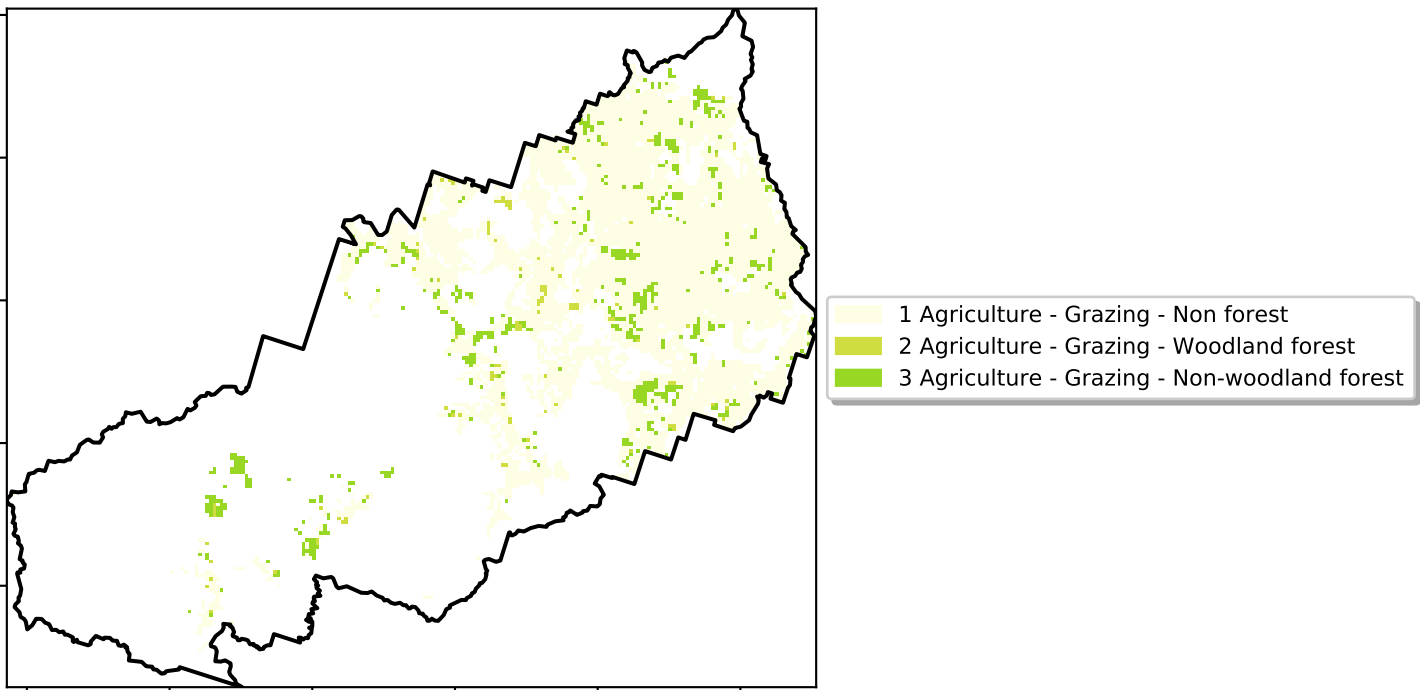 1 Agriculture - Grazing - Non forest
2 Agriculture - Grazing - Woodland forest
3 Agriculture - Grazing - Non-woodland forest